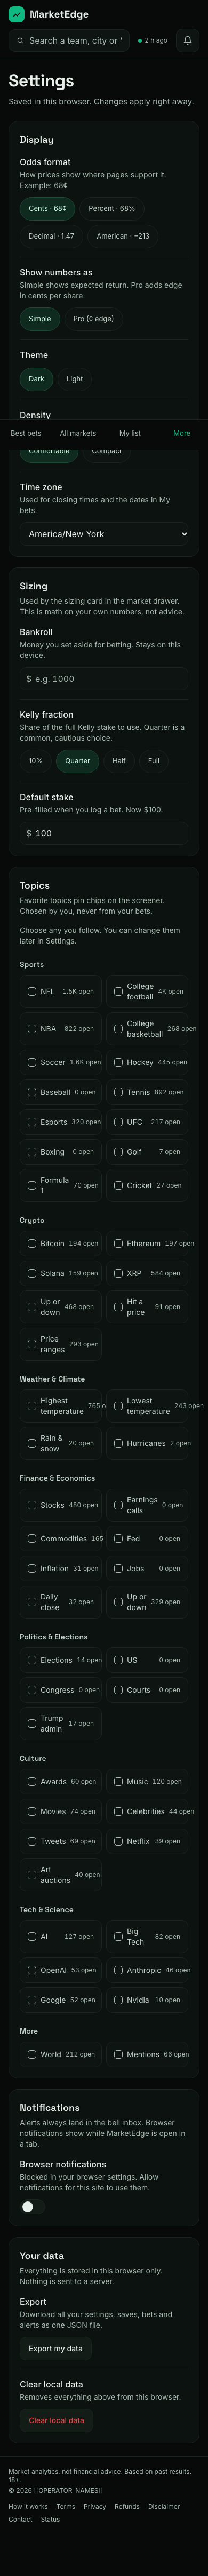 MarketEdge
Search a team, city or '
2 h ago
Settings
Saved in this browser. Changes apply right away.
Display
Odds format
How prices show where pages support it.
Example: 68¢
Cents · 68¢
Percent · 68%
Decimal · 1.47
American · −213
Show numbers as
Simple shows expected return. Pro adds edge
in cents per share.
Simple
Pro (¢ edge)
Theme
Dark
Light
Density
Best bets
All markets
My list
More
Comfortable
Compact
Time zone
Used for closing times and the dates in My
bets.
America/New York
Sizing
Used by the sizing card in the market drawer.
This is math on your own numbers, not advice.
Bankroll
Money you set aside for betting. Stays on this
device.
$ e.g. 1000
Kelly fraction
Share of the full Kelly stake to use. Quarter is a
common, cautious choice.
10%
Quarter
Half
Full
Default stake
Pre-filled when you log a bet. Now $100.
$ 100
Topics
Favorite topics pin chips on the screener.
Chosen by you, never from your bets.
Choose any you follow. You can change them
later in Settings.
Sports
NFL 1.5K open
College
football
4K open
NBA 822 open
College
basketball
268 open
Soccer 1.6K open
Hockey 445 open
Baseball 0 open
Tennis 892 open
Esports 320 open
UFC 217 open
Boxing 0 open
Golf 7 open
Formula
1
70 open
Cricket 27 open
Crypto
Bitcoin 194 open
Ethereum 197 open
Solana 159 open
XRP 584 open
Up or
down
468 open
Hit a
price
91 open
Price
ranges
293 open
Weather & Climate
Highest
temperature
765 o
Lowest
temperature
243 open
Rain &
snow
20 open
Hurricanes 2 open
Finance & Economics
Stocks 480 open
Earnings
calls
0 open
Commodities 165
Fed 0 open
Inflation 31 open
Jobs 0 open
Daily
close
32 open
Up or
down
329 open
Politics & Elections
Elections 14 open
US 0 open
Congress 0 open
Courts 0 open
Trump
admin
17 open
Culture
Awards 60 open
Music 120 open
Movies 74 open
Celebrities 44 open
Tweets 69 open
Netflix 39 open
Art
auctions
40 open
Tech & Science
AI 127 open
Big
Tech
82 open
OpenAI 53 open
Anthropic 46 open
Google 52 open
Nvidia 10 open
More
World 212 open
Mentions 66 open
Notifications
Alerts always land in the bell inbox. Browser
notifications show while MarketEdge is open in
a tab.
Browser notifications
Blocked in your browser settings. Allow
notifications for this site to use them.
Your data
Everything is stored in this browser only.
Nothing is sent to a server.
Export
Download all your settings, saves, bets and
alerts as one JSON file.
Export my data
Clear local data
Removes everything above from this browser.
Clear local data
Market analytics, not financial advice. Based on past results.
18+.
© 2026 [[OPERATOR_NAMES]]
How it works
Terms
Privacy
Refunds
Disclaimer
Contact
Status